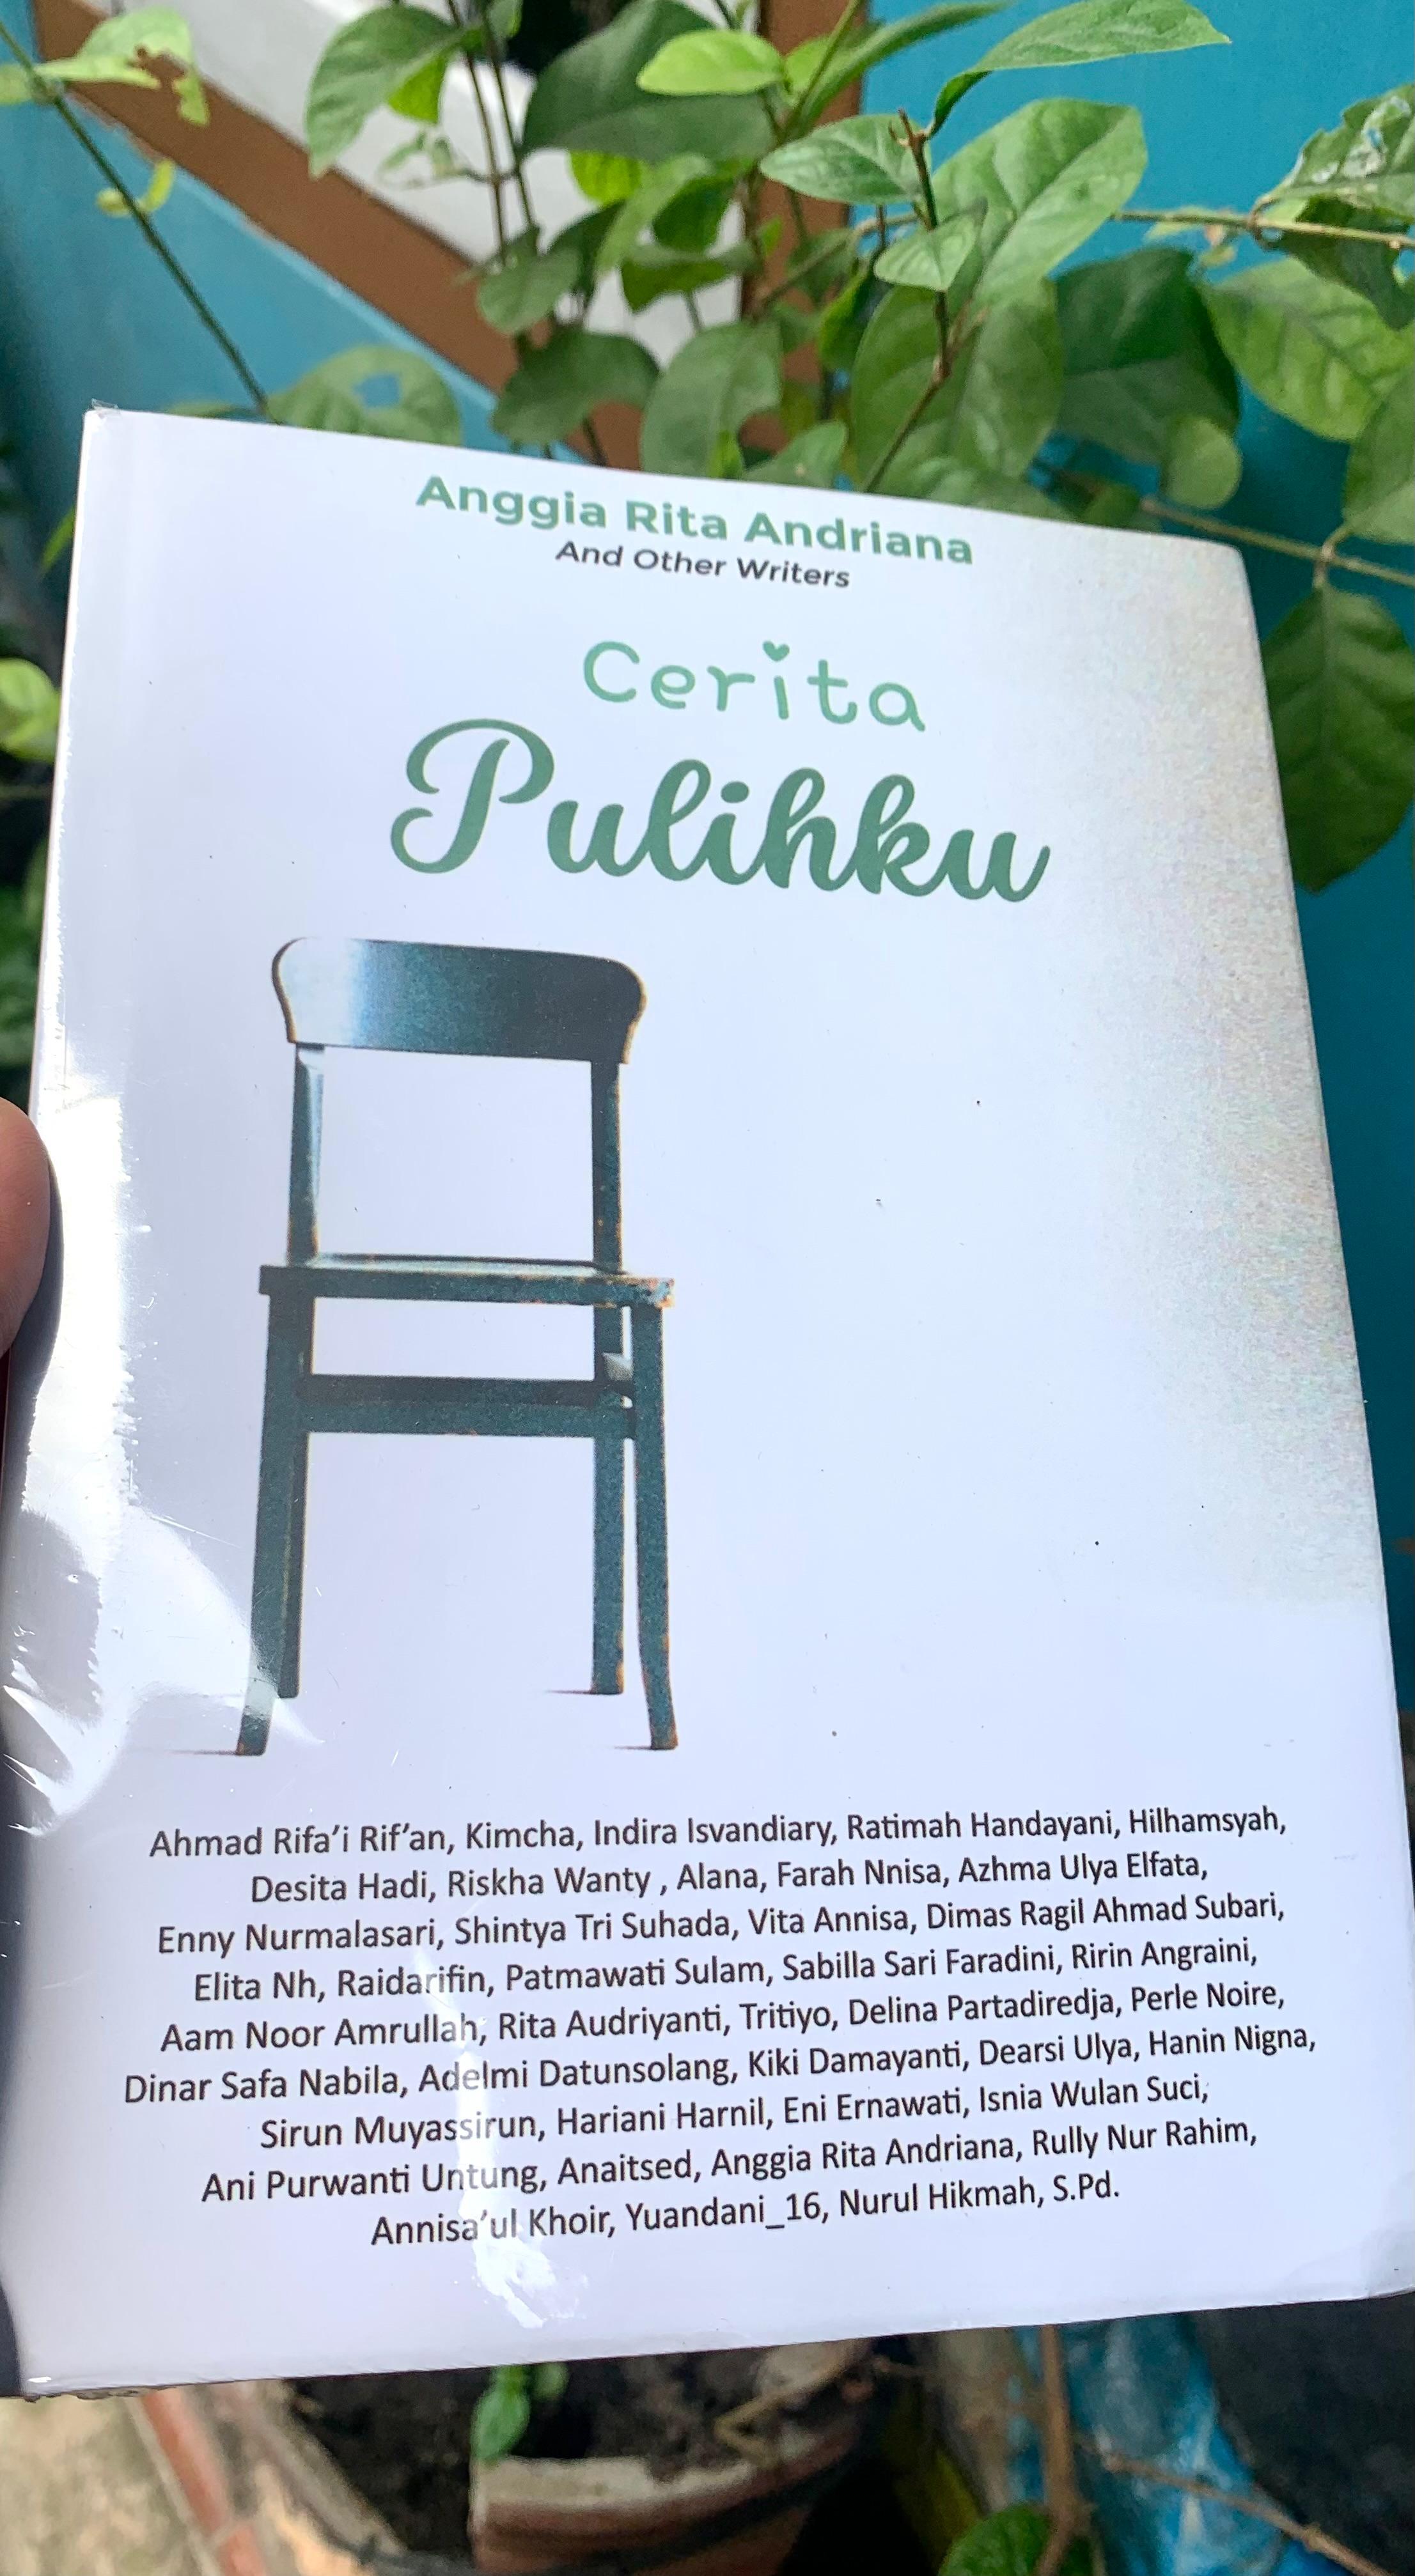 Anggia Rita Andriana
And Other Writers
Cerita
Pulihku
Ahmad Rifa’i Rif’an, Kimcha, Indira Isvandiary, Ratimah Handayani, Hilhamsyah,
Desita Hadi, Riskha Wanty , Alana, Farah Nnisa, Azhma Ulya Elfata,
Enny Nurmalasari, Shintya Tri Suhada, Vita Annisa, Dimas Ragil Ahmad Subari,
Elita Nh, Raidarifin, Patmawati Sulam, Sabilla Sari Faradini, Ririn Angraini,
Aam Noor Amrullah, Rita Audriyanti, Tritiyo, Delina Partadiredja, Perle Noire,
Dinar Safa Nabila, Adelmi Datunsolang, Kiki Damayanti, Dearsi Ulya, Hanin Nigna,
Sirun Muyassirun, Hariani Harnil, Eni Ernawati, Isnia Wulan Suci,
Ani Purwanti Untung, Anaitsed, Anggia Rita Andriana, Rully Nur Rahim,
Annisa’ul Khoir, Yuandani_16, Nurul Hikmah, S.Pd.